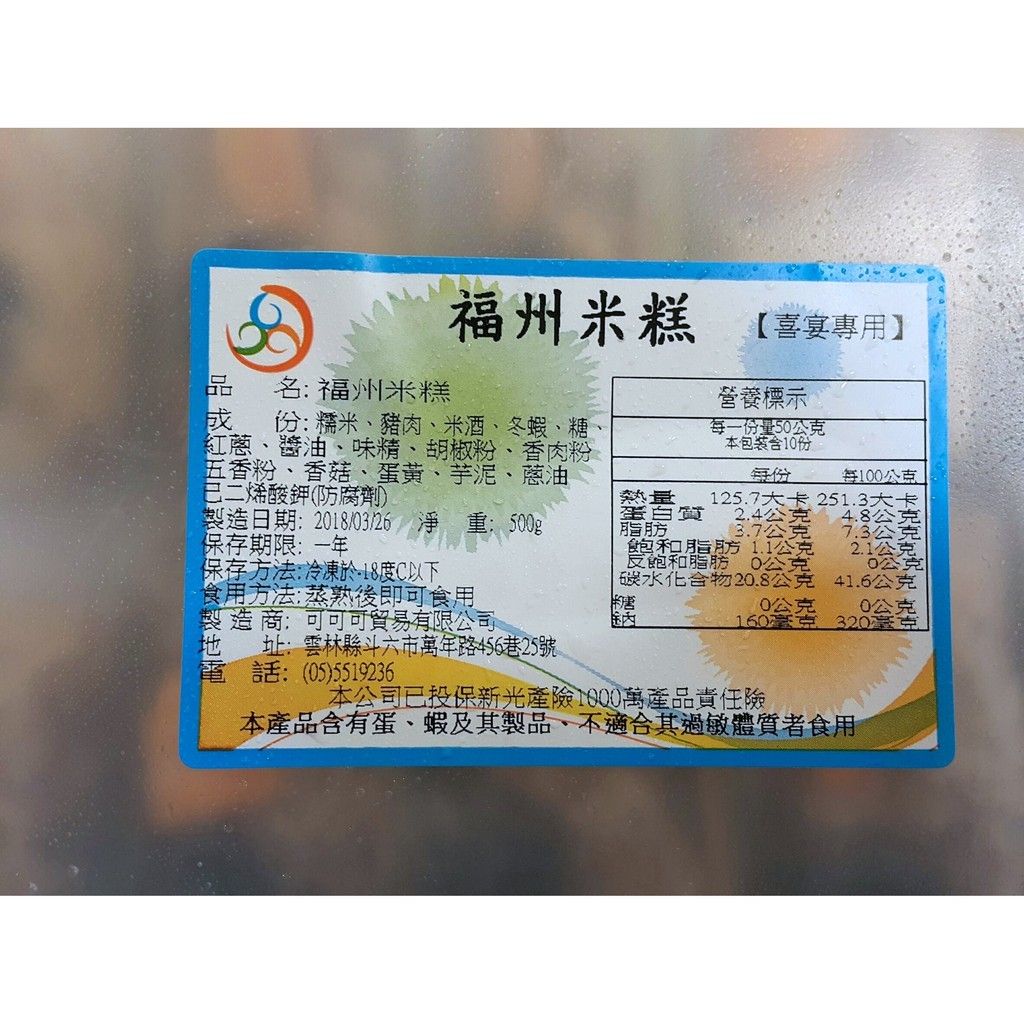 福州米糕 【喜宴專用】
品 名: 福州米糕
成 份: 糯米、豬肉、米酒、冬蝦、糖、
紅蔥、醬油、味精、胡椒粉、香肉粉
五香粉、香菇、蛋黃、芋泥、蔥油
己二烯酸鉀(防腐劑)
製造日期: 2018/03/26 淨 重: 500g
保存期限: 一年
保存方法: 冷凍於-18度C以下
食用方法: 蒸熟後即可食用
製 造 商: 可可可貿易有限公司
地 址: 雲林縣斗六市萬年路456巷25號
電 話: (05)5519236
營養標示
每一份量50公克
本包裝含10份
每份 每100公克
熱量 125.7大卡 251.3大卡
蛋白質 2.4公克 4.8公克
脂肪 3.7公克 7.3公克
飽和脂肪 1.1公克 2.1公克
反飽和脂肪 0公克 0公克
碳水化合物 20.8公克 41.6公克
糖 0公克 0公克
鈉 160毫克 320毫克
本公司已投保新光產險1000萬產品責任險
本產品含有蛋、蝦及其製品、不適合其過敏體質者食用